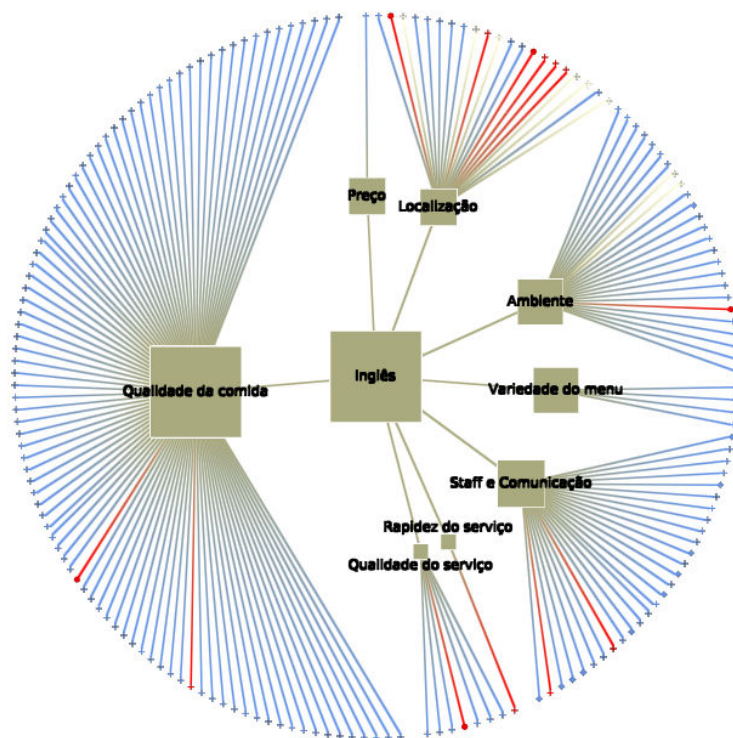 Preço
Localização
Ambiente
Inglês
Qualidade da comida
Variedade do menu
Staff e Comunicação
Rapidez do serviço
Qualidade do serviço